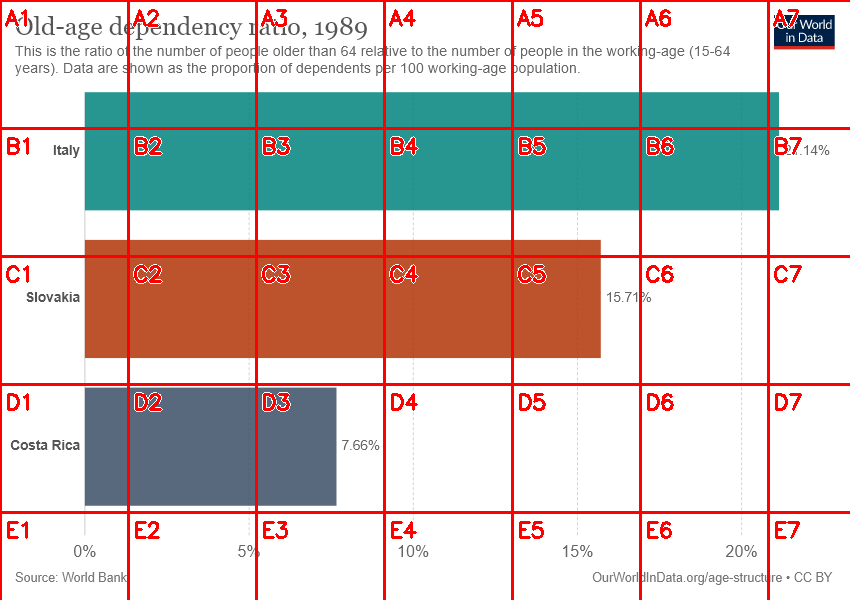 Old-age dependency ratio, 1989
This is the ratio of the number of people older than 64 relative to the number of people in the working-age (15-64
years). Data are shown as the proportion of dependents per 100 working-age population.
Our World
in Data
Italy
21.14%
Slovakia
15.71%
Costa Rica
7.66%
0%
5%
10%
15%
20%
Source: World Bank
OurWorldInData.org/age-structure • CC BY
A1 A2 A3 A4 A5 A6 A7
B1 B2 B3 B4 B5 B6 B7
C1 C2 C3 C4 C5 C6 C7
D1 D2 D3 D4 D5 D6 D7
E1 E2 E3 E4 E5 E6 E7